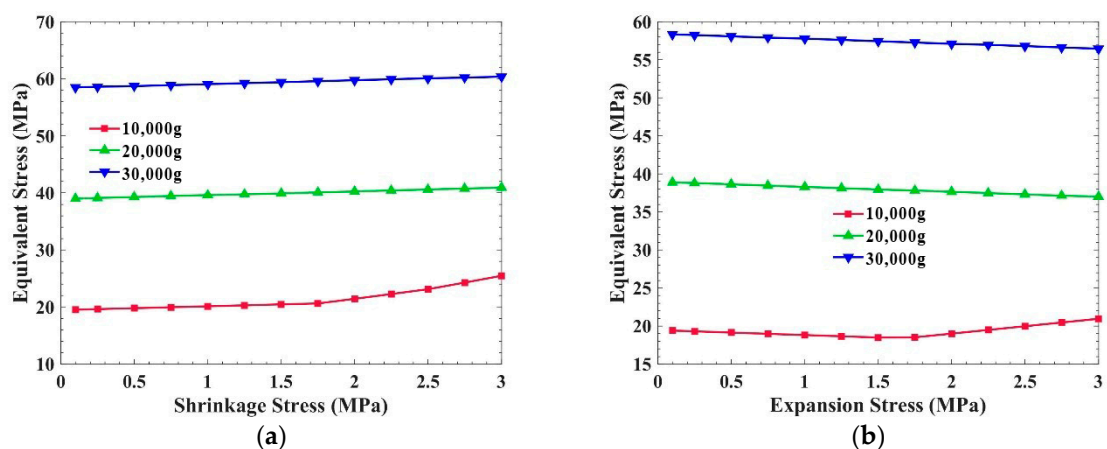 70
60
50
40
30
20
10
Equivalent Stress (MPa)
10,000g
20,000g
30,000g
0 0.5 1 1.5 2 2.5 3
Shrinkage Stress (MPa)
(a)
60
55
50
45
40
35
30
25
20
15
Equivalent Stress (MPa)
10,000g
20,000g
30,000g
0 0.5 1 1.5 2 2.5 3
Expansion Stress (MPa)
(b)